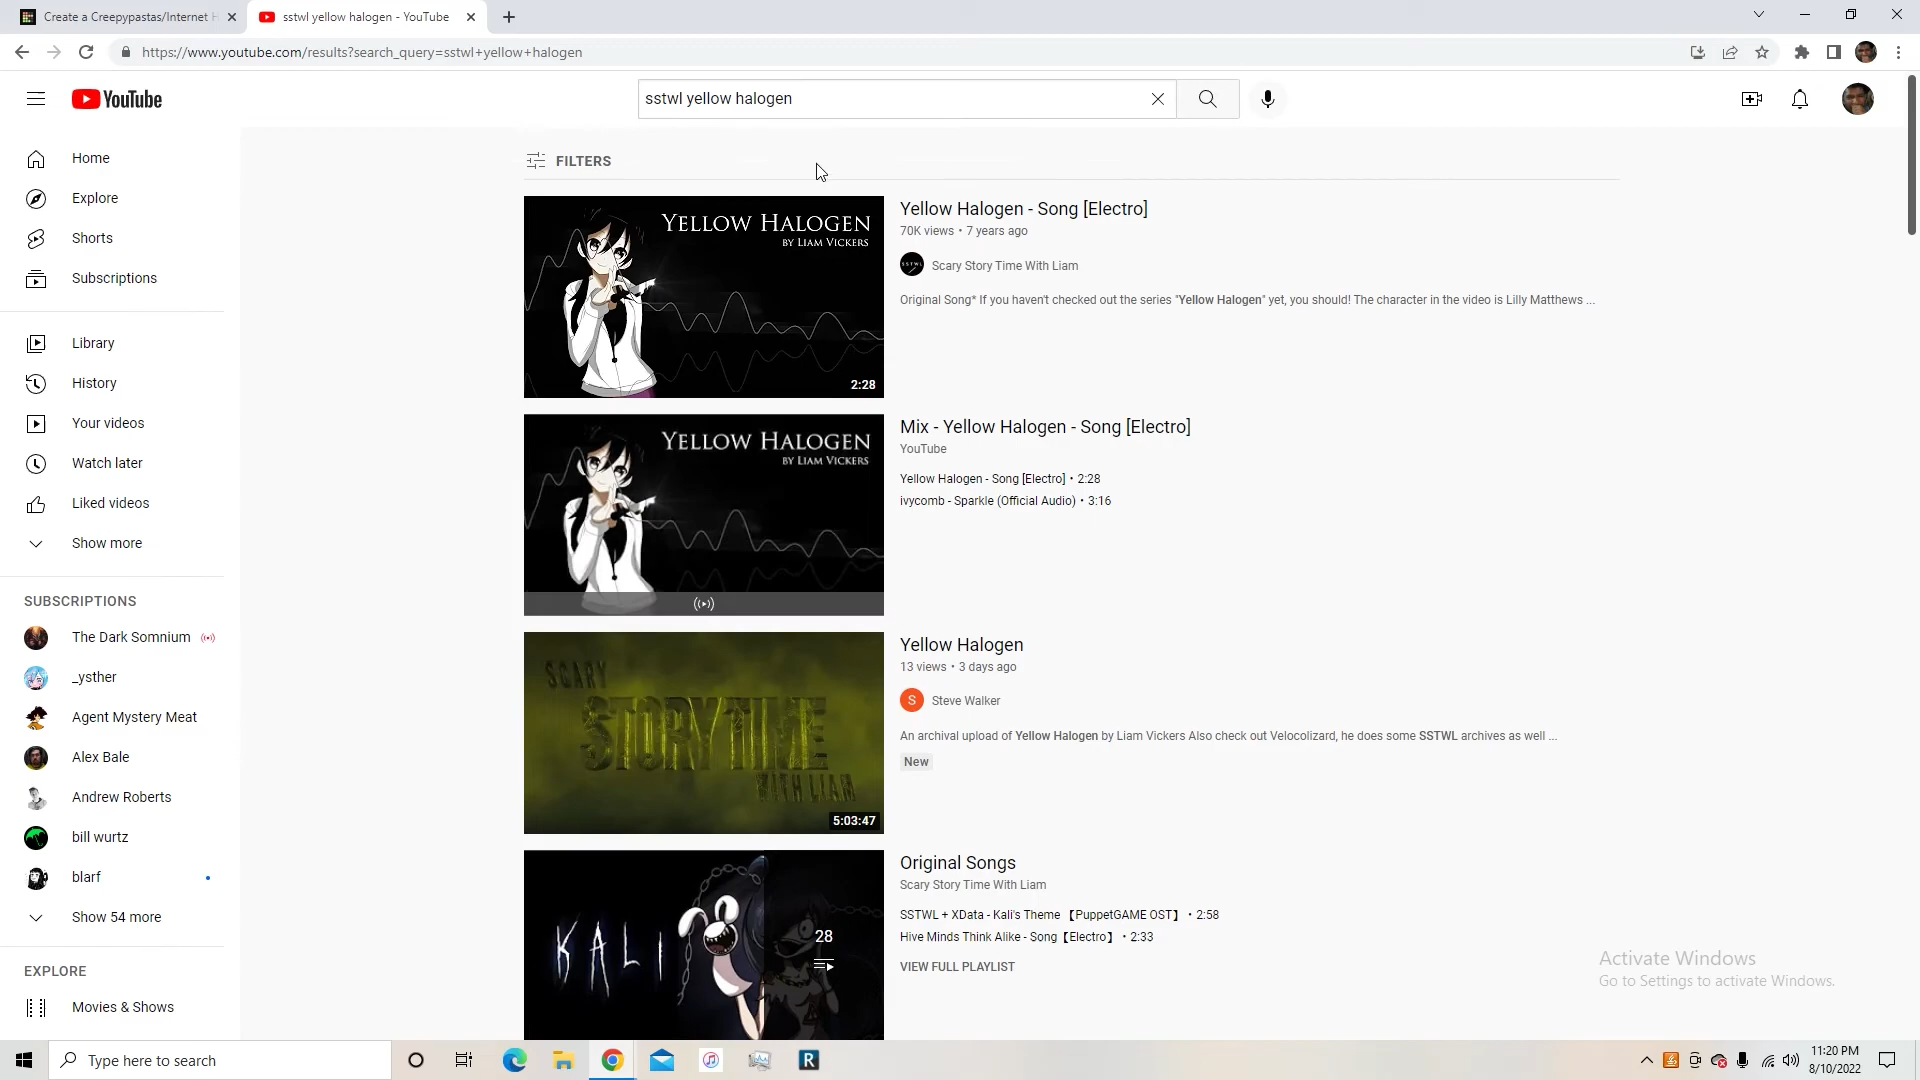 Create a Creepypastas/Internet H
sstwl yellow halogen - YouTube
https://www.youtube.com/results?search_query=sstwl+yellow+halogen
YouTube
sstwl yellow halogen
Home
Explore
Shorts
Subscriptions
Library
History
Your videos
Watch later
Liked videos
Show more
SUBSCRIPTIONS
The Dark Somnium
_ysther
Agent Mystery Meat
Alex Bale
Andrew Roberts
bill wurtz
blarf
Show 54 more
EXPLORE
Movies & Shows
FILTERS
YELLOW HALOGEN
BY LIAM VICKERS
2:28
Yellow Halogen - Song [Electro]
70K views • 7 years ago
SSTWL
Scary Story Time With Liam
Original Song* If you haven't checked out the series "Yellow Halogen" yet, you should! The character in the video is Lilly Matthews ...
YELLOW HALOGEN
BY LIAM VICKERS
Mix - Yellow Halogen - Song [Electro]
YouTube
Yellow Halogen - Song [Electro] • 2:28
ivycomb - Sparkle (Official Audio) • 3:16
SCARY
STORY TIME
WITH LIAM
5:03:47
Yellow Halogen
13 views • 3 days ago
S
Steve Walker
An archival upload of Yellow Halogen by Liam Vickers Also check out Velocolizard, he does some SSTWL archives as well ...
New
KALI
28
Original Songs
Scary Story Time With Liam
SSTWL + XData - Kali's Theme 【PuppetGAME OST】 • 2:58
Hive Minds Think Alike - Song【Electro】 • 2:33
VIEW FULL PLAYLIST
Activate Windows
Go to Settings to activate Windows.
Type here to search
R
11:20 PM
8/10/2022